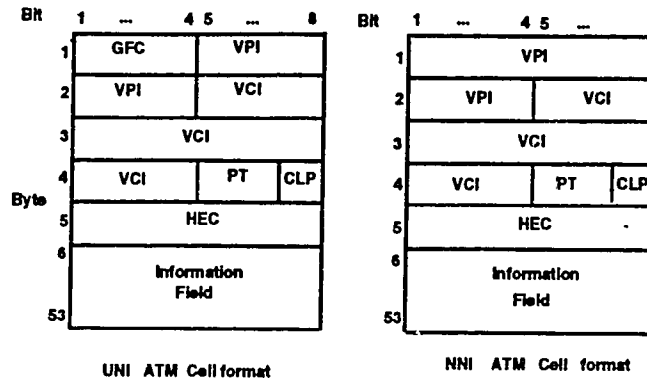 Bit 1 ... 4 5 ... 8
1 GFC VPI
2 VPI VCI
3 VCI
4 VCI PT CLP
Byte
5 HEC
6
Information
Field
53
UNI ATM Cell format
Bit 1 ... 4 5 ...
1 VPI
2 VPI VCI
3 VCI
4 VCI PT CLP
5 HEC
6
Information
Field
53
NNI ATM Cell format